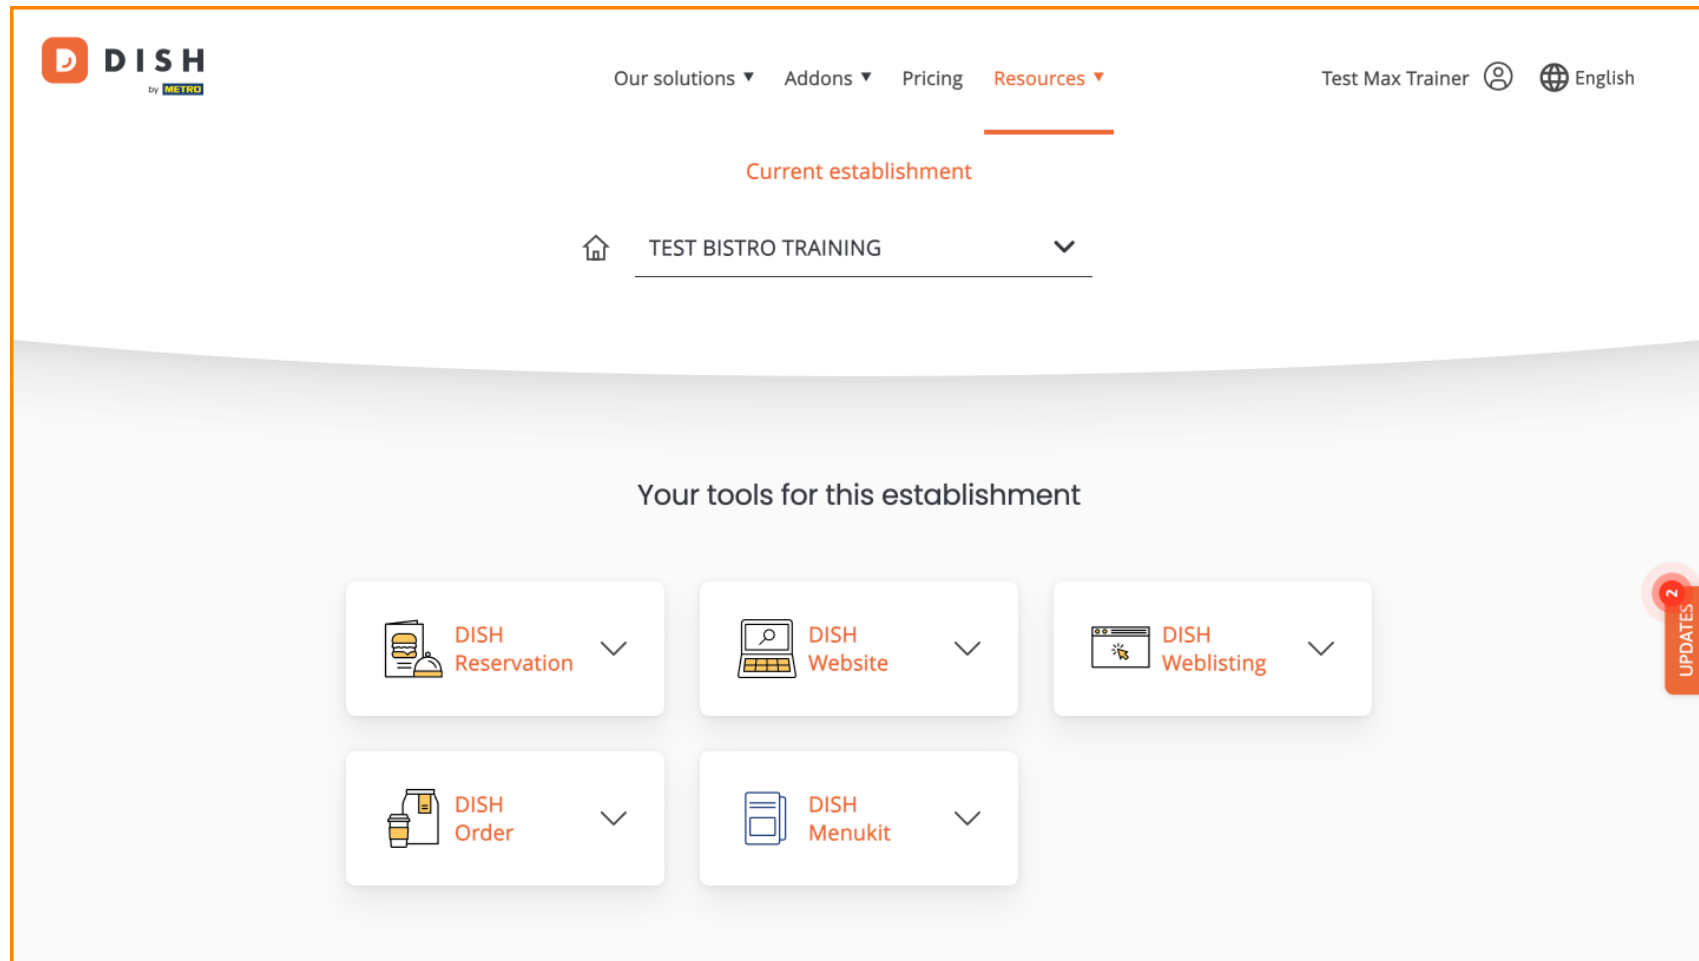 DISH
by METRO
Our solutions ▼ Addons ▼ Pricing Resources ▼
Test Max Trainer
English
Current establishment
TEST BISTRO TRAINING
Your tools for this establishment
DISH
Reservation
DISH
Website
DISH
Weblisting
2
UPDATES
DISH
Order
DISH
Menukit